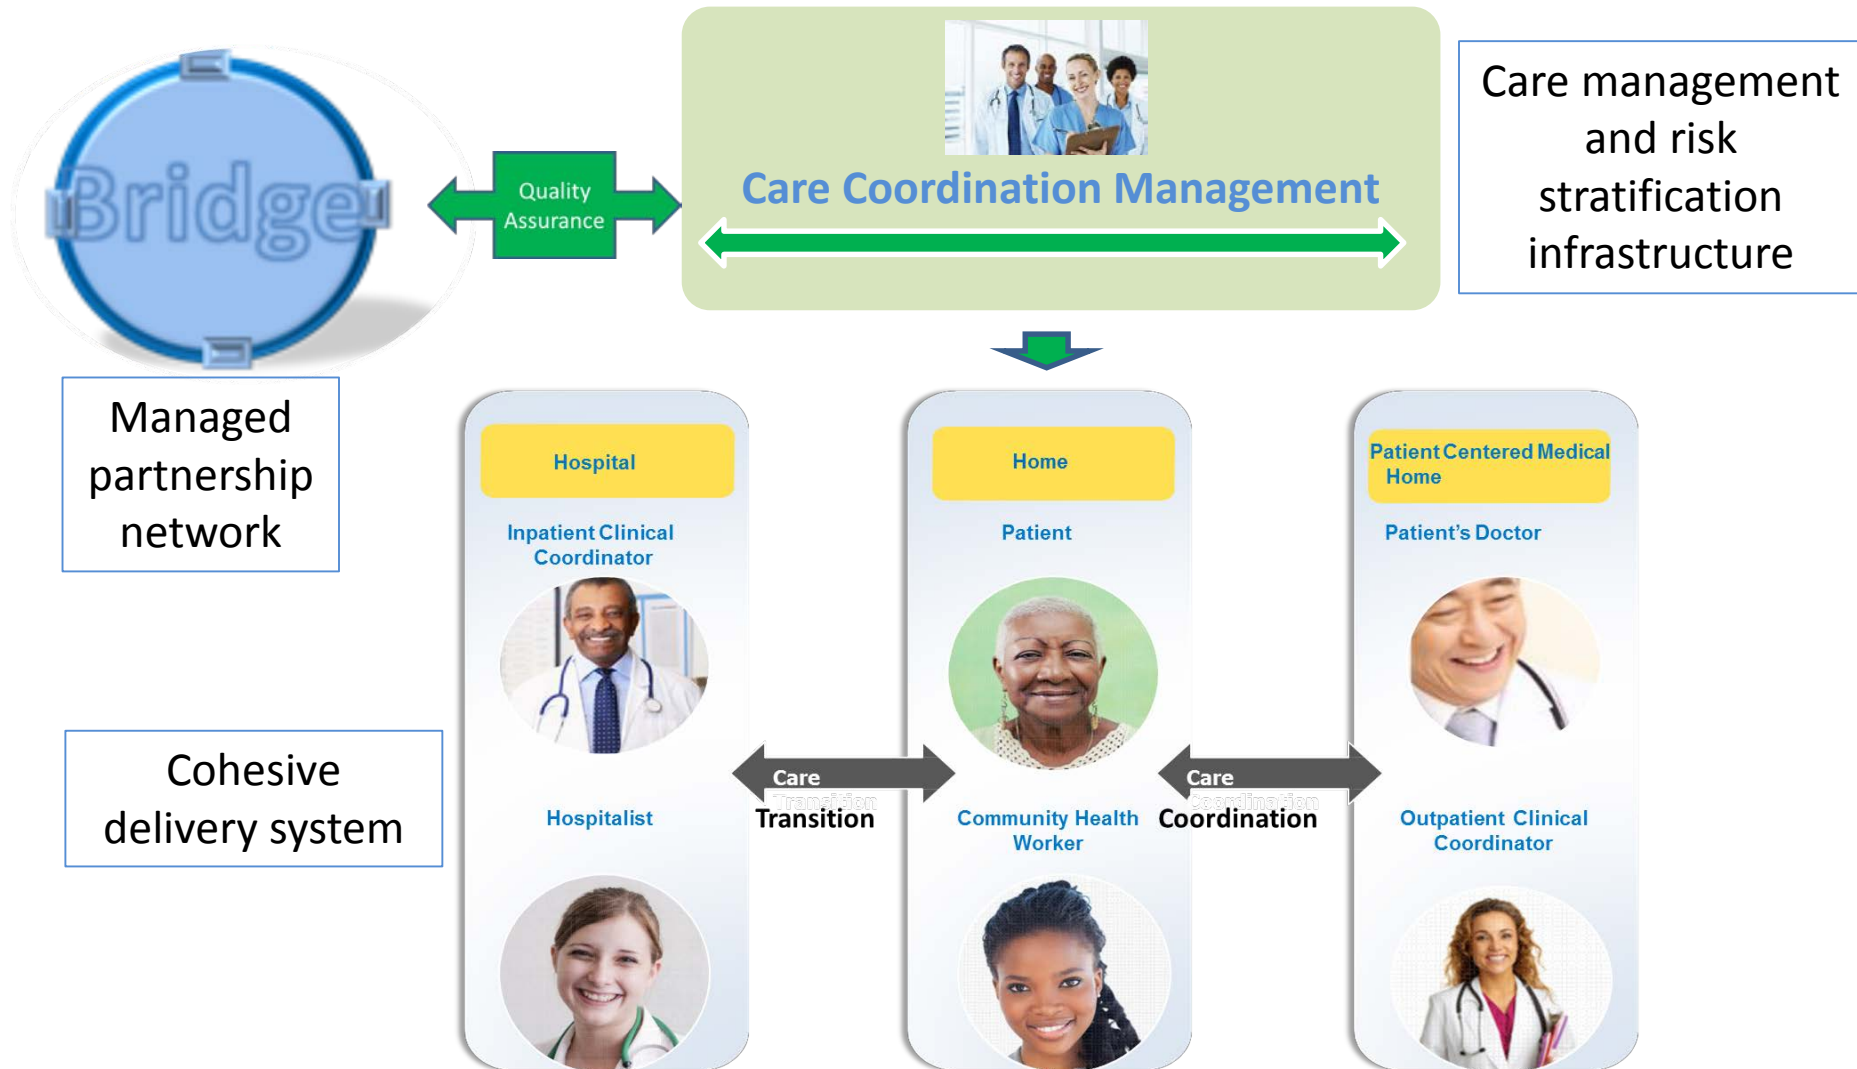 Bridge
Quality
Assurance
Care Coordination Management
Care management
and risk
stratification
infrastructure
Managed
partnership
network
Cohesive
delivery system
Hospital
Inpatient Clinical
Coordinator
Hospitalist
Care
Transition
Transition
Home
Patient
Community Health
Worker
Care
Coordination
Coordination
Patient Centered Medical
Home
Patient's Doctor
Outpatient Clinical
Coordinator